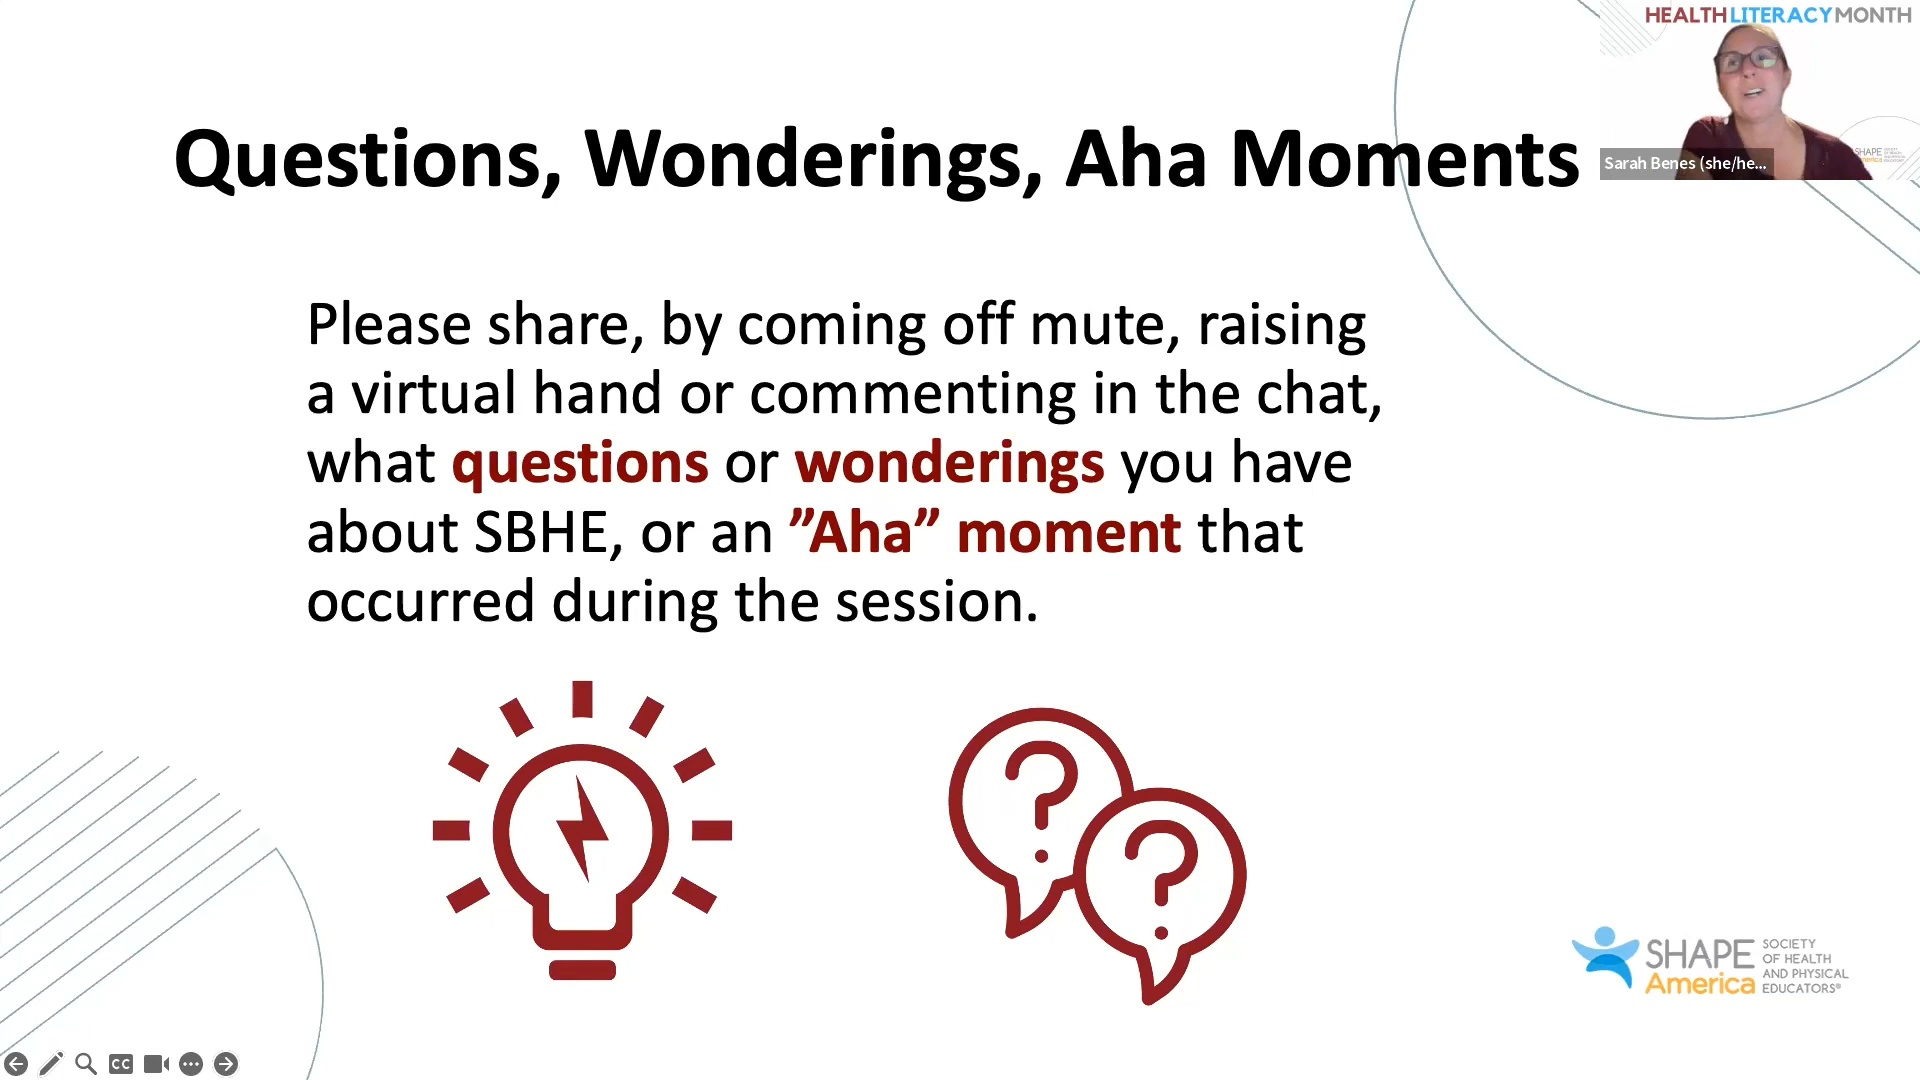 HEALTHLITERACYMONTH
Questions, Wonderings, Aha Moments
Sarah Benes (she/he...
Please share, by coming off mute, raising
a virtual hand or commenting in the chat,
what questions or wonderings you have
about SBHE, or an ”Aha” moment that
occurred during the session.
? ?
SHAPE
America
SOCIETY
OF HEALTH
AND PHYSICAL
EDUCATORS®
CC